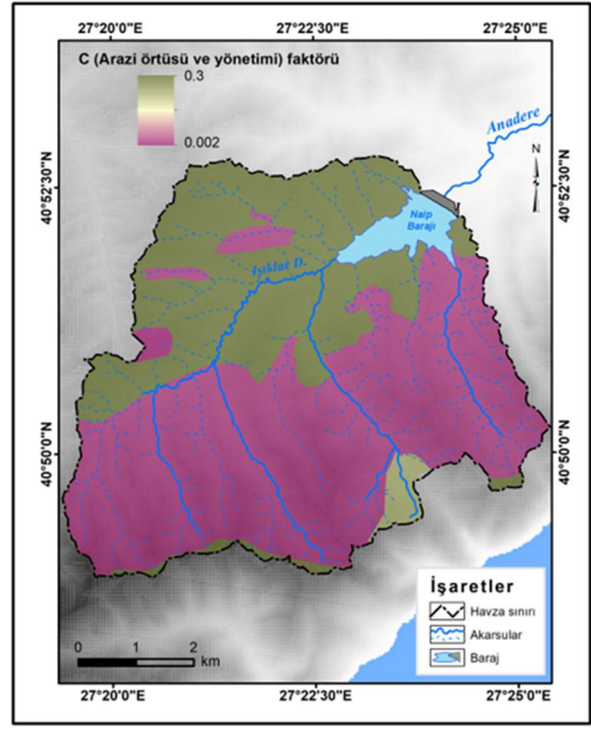 27°20'0"E 27°22'30"E 27°25'0"E
C (Arazi örtüsü ve yönetimi) faktörü
0.3
0.002
Anadere
N
40°52'30"N 40°52'30"N
Naip
Barajı
Işıklar D.
40°50'0"N 40°50'0"N
İşaretler
Havza sınırı
Akarsular
Baraj
0 1 2
km
27°20'0"E 27°22'30"E 27°25'0"E